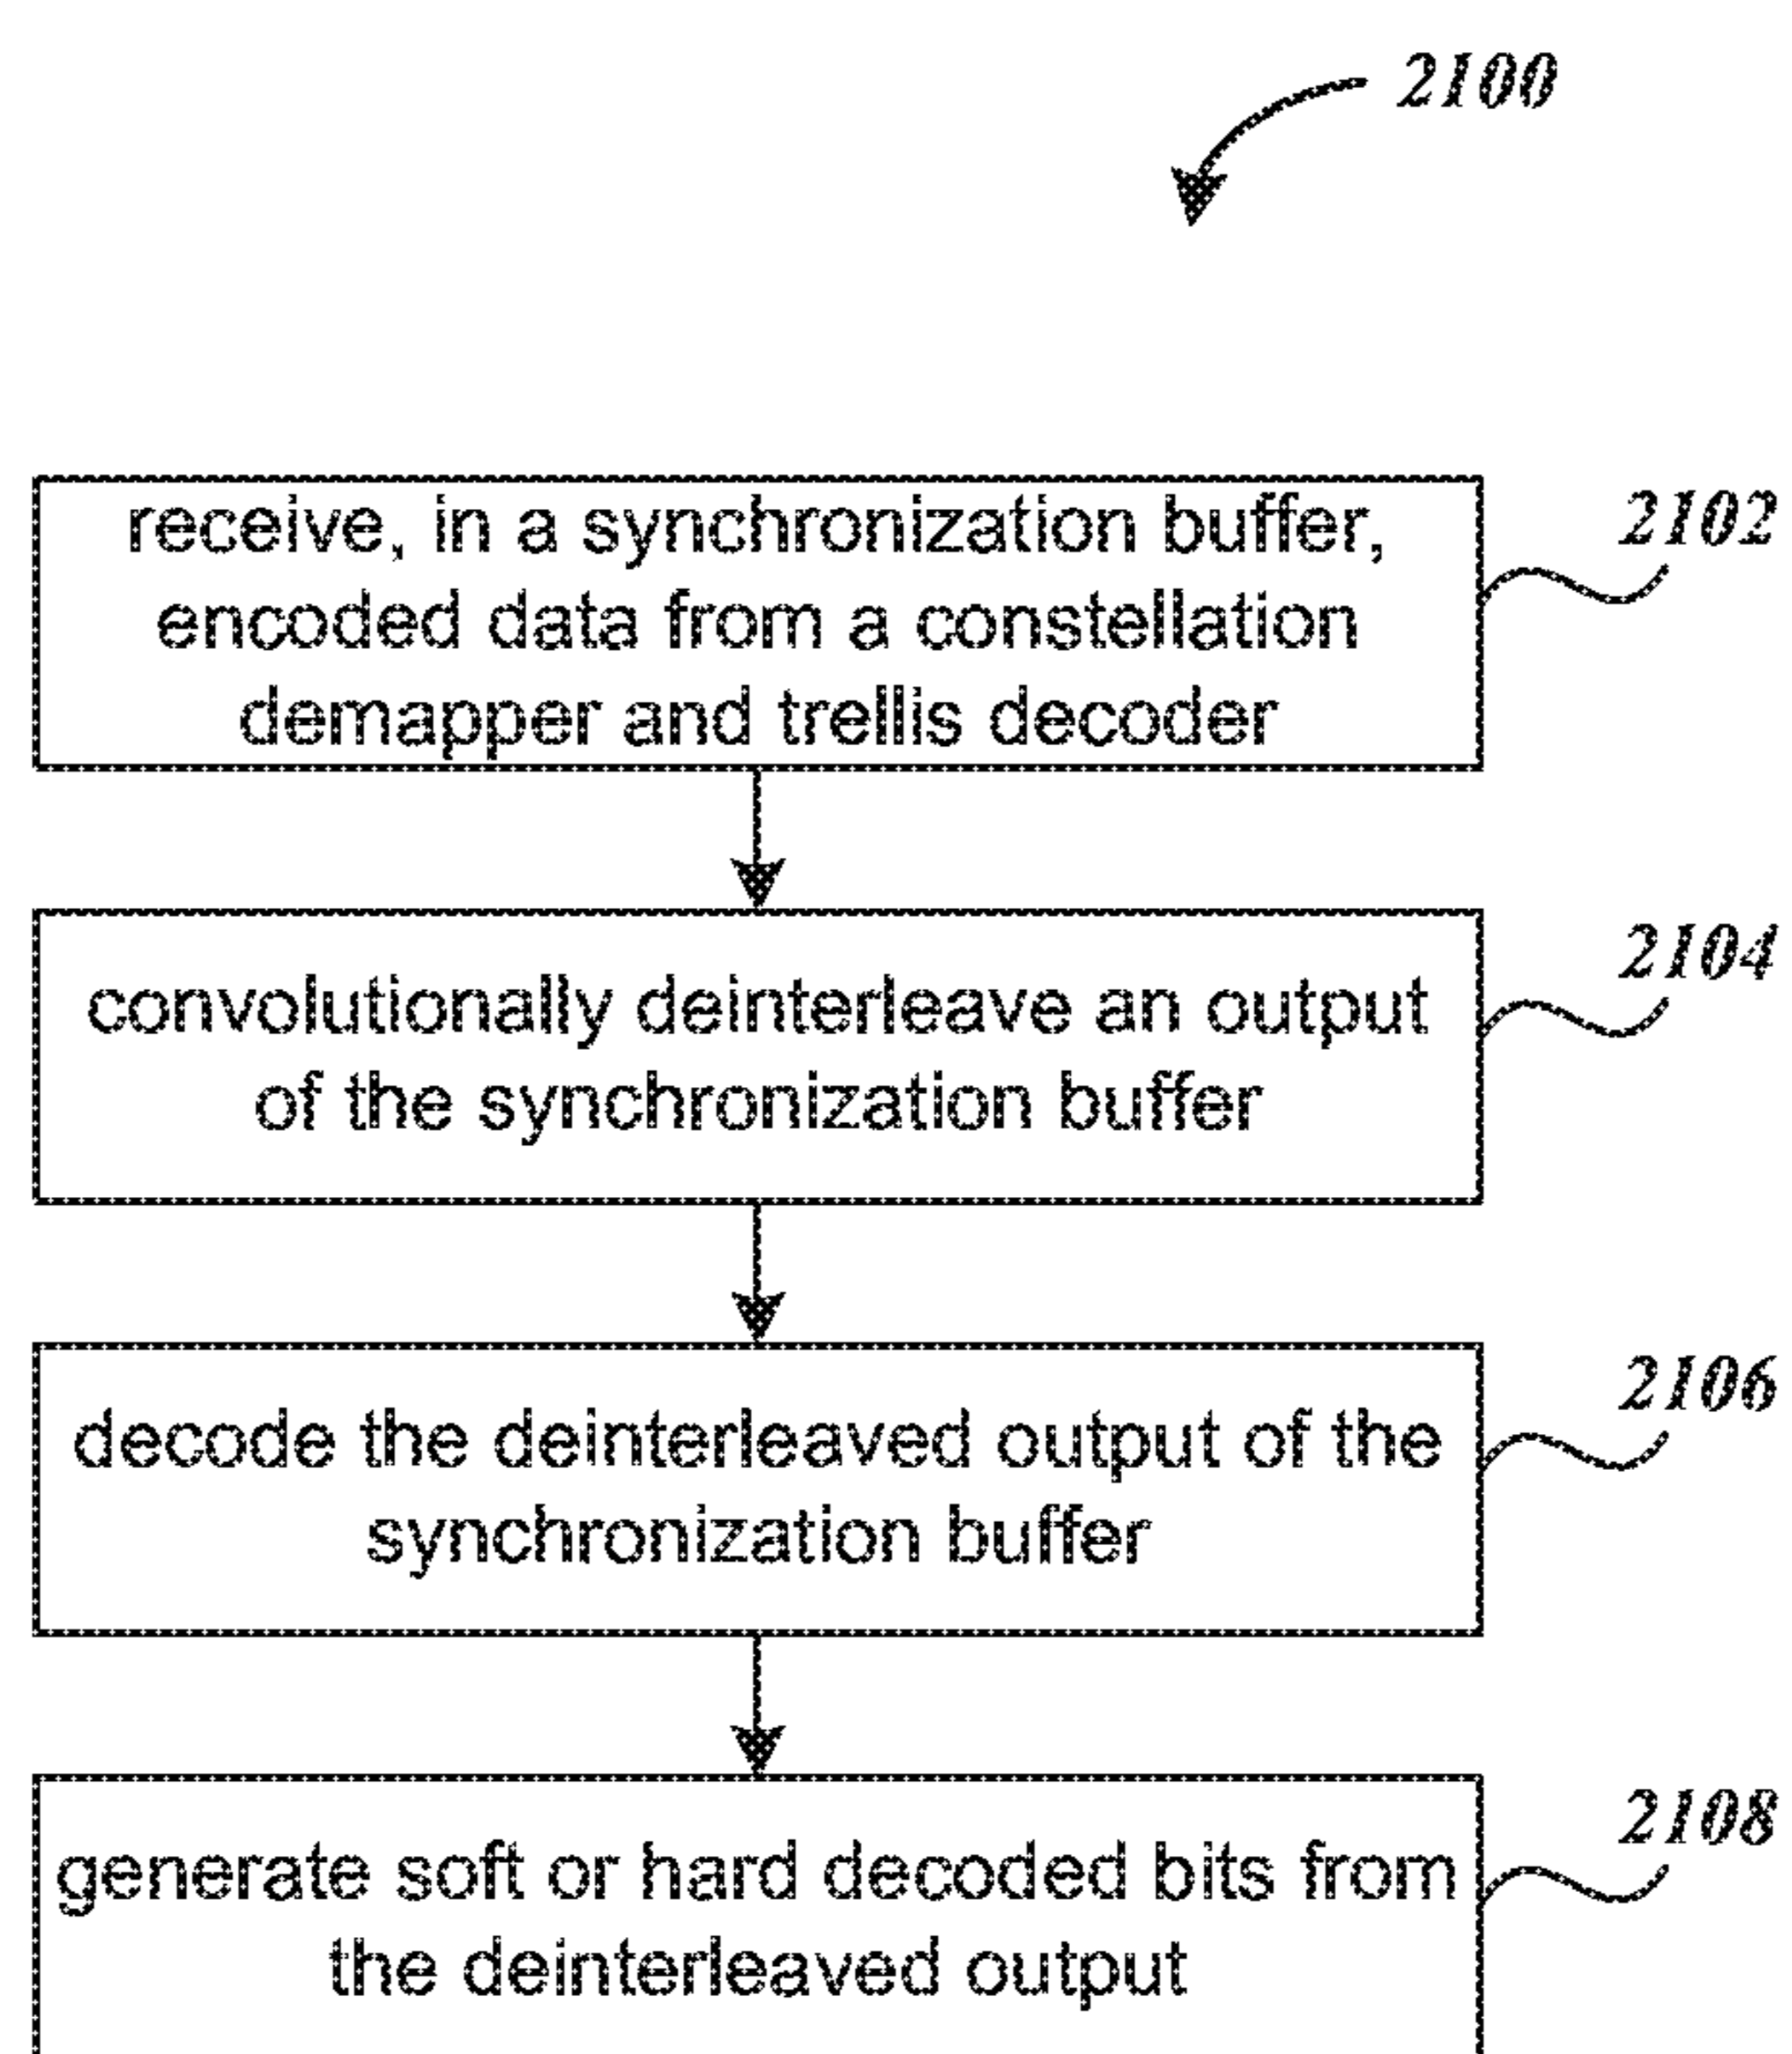 2100
receive, in a synchronization buffer,
2102
encoded data from a constellation
demapper and trellis decoder
2104
convolutionally deinterleave an output
of the synchronization buffer
2106
decode the deinterleaved output of the
synchronization buffer
2108
generate soft or hard decoded bits from
the deinterleaved output